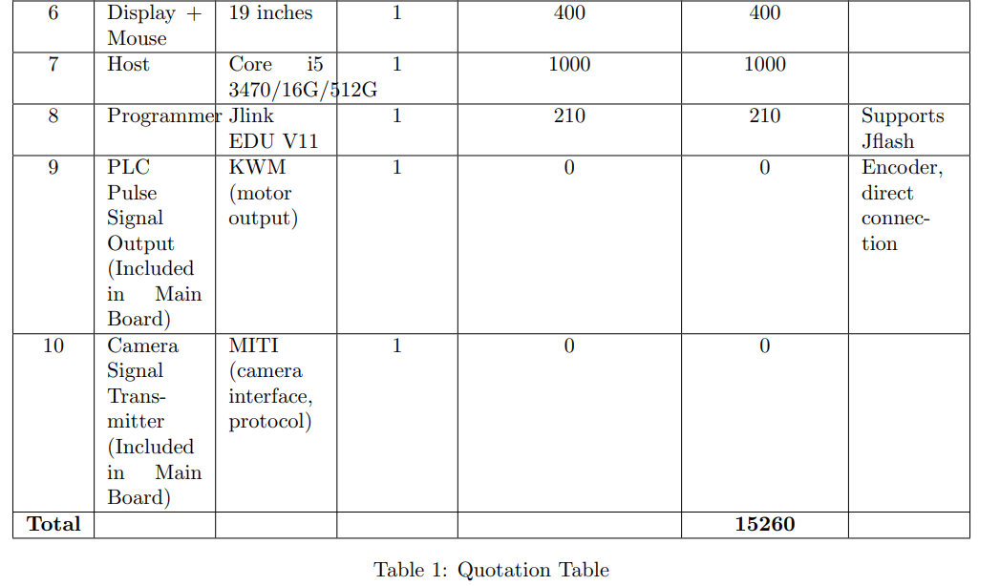 6 Display + 19 inches 1 400 400
Mouse
7 Host Core i5 1 1000 1000
3470/16G/512G
8 Programmer Jlink 1 210 210 Supports
EDU V11 Jflash
9 PLC KWM 1 0 0 Encoder,
Pulse (motor direct
Signal output) connec-
Output tion
(Included
in Main
Board)
10 Camera MITI 1 0 0
Signal (camera
Trans- interface,
mitter protocol)
(Included
in Main
Board)
Total 15260
Table 1: Quotation Table